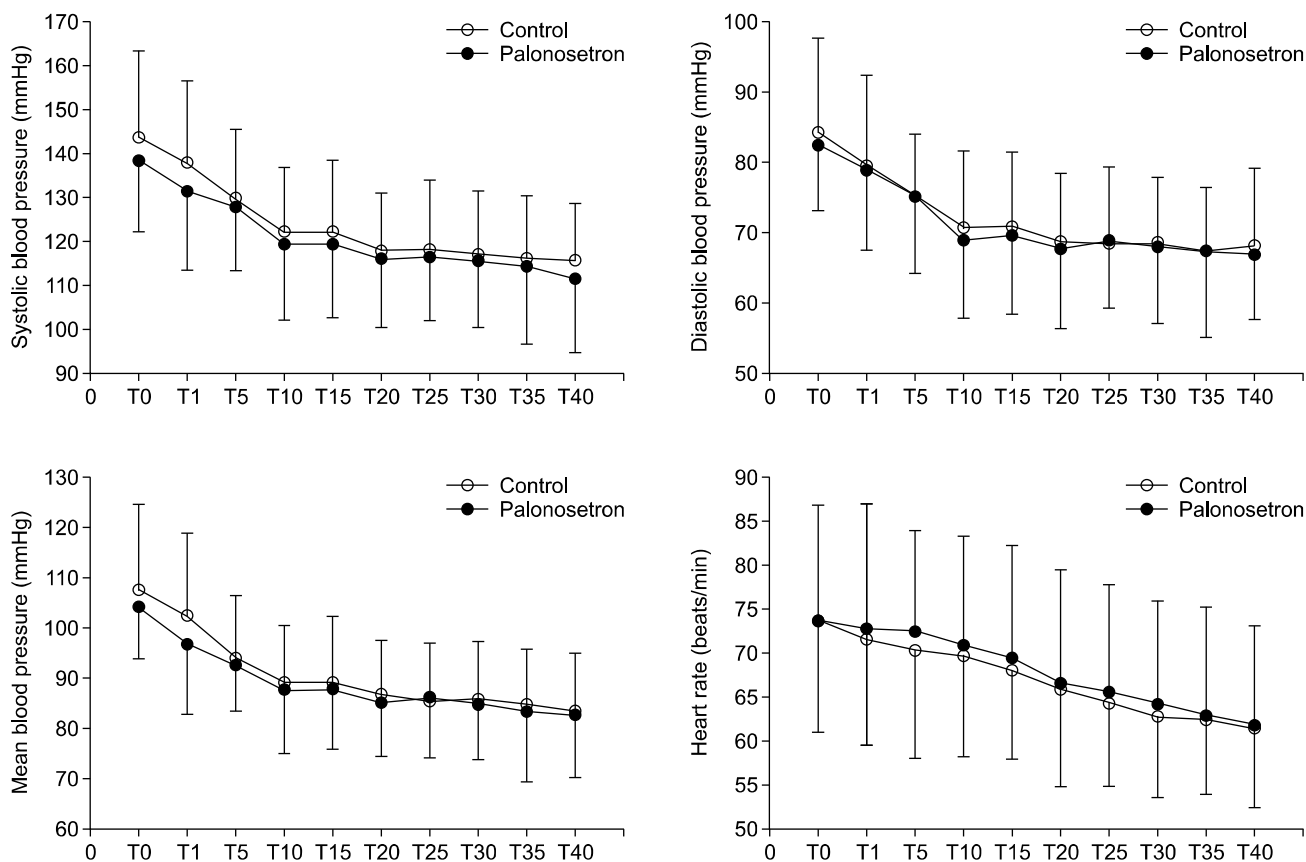 Systolic blood pressure (mmHg)
170
160
150
140
130
120
110
100
90
0 T0 T1 T5 T10 T15 T20 T25 T30 T35 T40
Control
Palonosetron
Diastolic blood pressure (mmHg)
100
90
80
70
60
50
0 T0 T1 T5 T10 T15 T20 T25 T30 T35 T40
Control
Palonosetron
Mean blood pressure (mmHg)
130
120
110
100
90
80
70
60
0 T0 T1 T5 T10 T15 T20 T25 T30 T35 T40
Control
Palonosetron
Heart rate (beats/min)
90
85
80
75
70
65
60
55
50
0 T0 T1 T5 T10 T15 T20 T25 T30 T35 T40
Control
Palonosetron